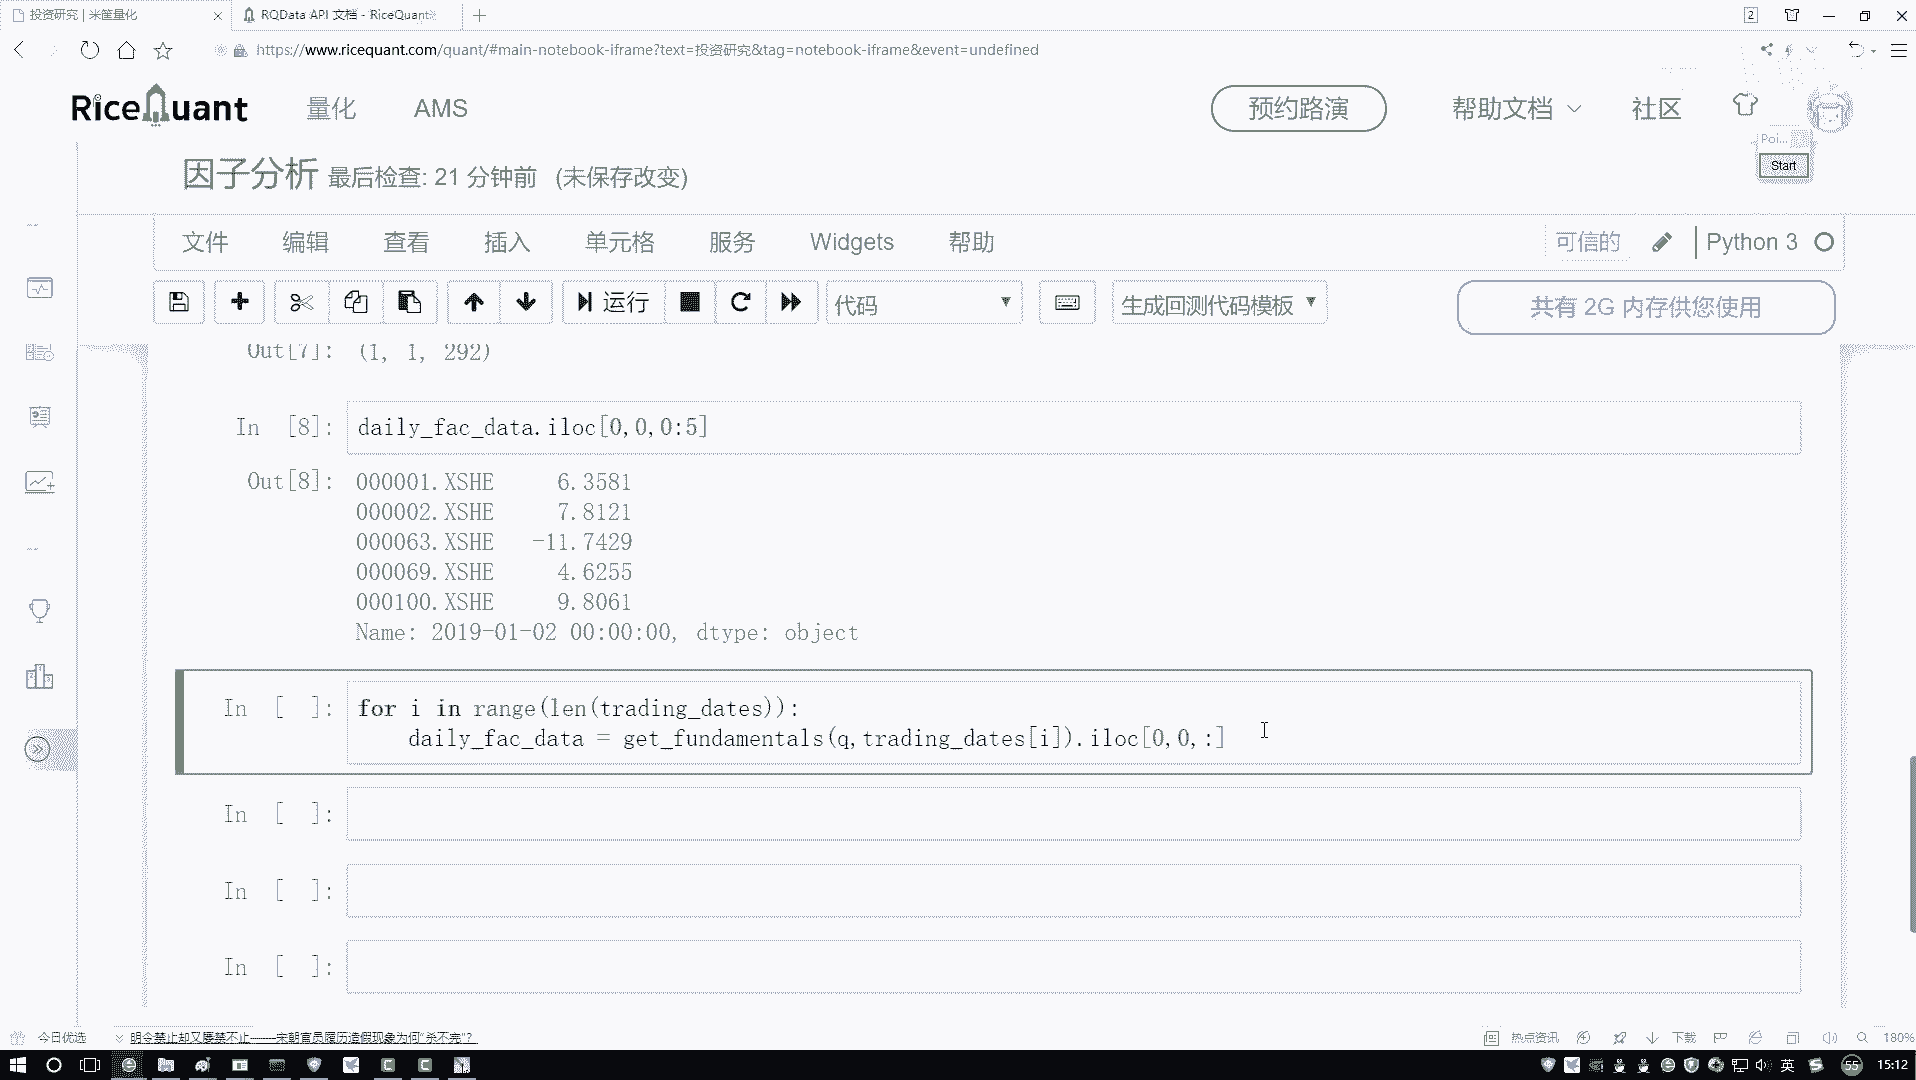 投资研究 | 米筐量化
RQData API 文档 - RiceQuant
2
https://www.ricequant.com/quant/#main-notebook-iframe?text=投资研究&tag=notebook-iframe&event=undefined
RiceQuant
量化
AMS
预约路演
帮助文档
社区
Poi...
Start
因子分析 最后检查: 21 分钟前 (未保存改变)
文件 编辑 查看 插入 单元格 服务 Widgets 帮助
可信的
Python 3
运行
代码
生成回测代码模板
共有 2G 内存供您使用
Out[7]: (1, 1, 292)
In [8]: daily_fac_data.iloc[0,0,0:5]
Out[8]: 000001.XSHE 6.3581
000002.XSHE 7.8121
000063.XSHE -11.7429
000069.XSHE 4.6255
000100.XSHE 9.8061
Name: 2019-01-02 00:00:00, dtype: object
In [ ]: for i in range(len(trading_dates)):
daily_fac_data = get_fundamentals(q,trading_dates[i]).iloc[0,0,:]
In [ ]:
In [ ]:
In [ ]:
今日优选
明令禁止却又屡禁不止——宋朝官员履历造假现象为何“杀不完”?
热点资讯
下载
180%
英
55
15:12